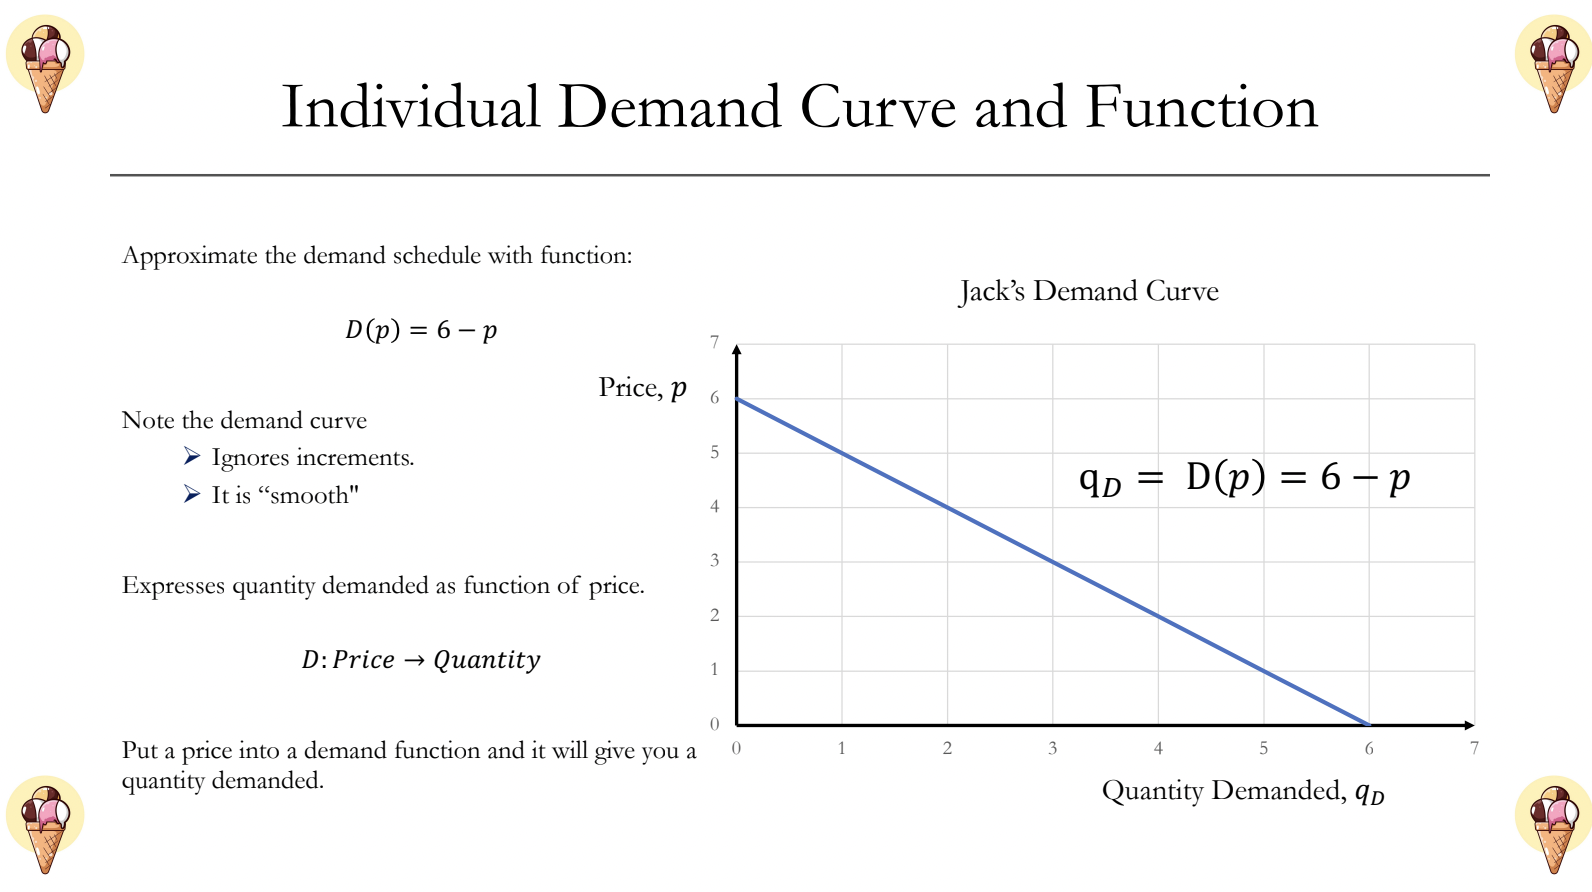 Individual Demand Curve and Function
Approximate the demand schedule with function:
D(p) = 6 − p
Note the demand curve
➢ Ignores increments.
➢ It is “smooth"
Expresses quantity demanded as function of price.
D: Price → Quantity
Put a price into a demand function and it will give you a
quantity demanded.
Jack’s Demand Curve
Price, p
7
6
5
4
3
2
1
0
q_D = D(p) = 6 − p
0 1 2 3 4 5 6 7
Quantity Demanded, q_D